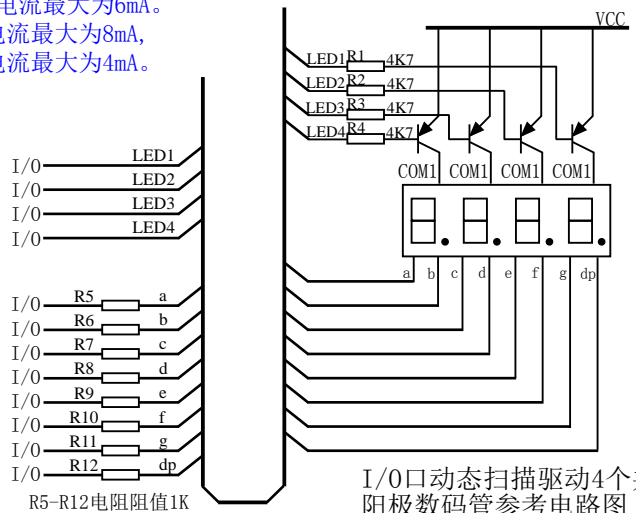 电流最大为6mA。
电流最大为8mA,
电流最大为4mA。
VCC
LED1 R1 4K7
LED2 R2 4K7
LED3 R3 4K7
LED4 R4 4K7
COM1 COM1 COM1 COM1
a b c d e f g dp
I/O LED1
I/O LED2
I/O LED3
I/O LED4
I/O R5 a
I/O R6 b
I/O R7 c
I/O R8 d
I/O R9 e
I/O R10 f
I/O R11 g
I/O R12 dp
R5-R12电阻阻值1K
I/O口动态扫描驱动4个
阳极数码管参考电路图